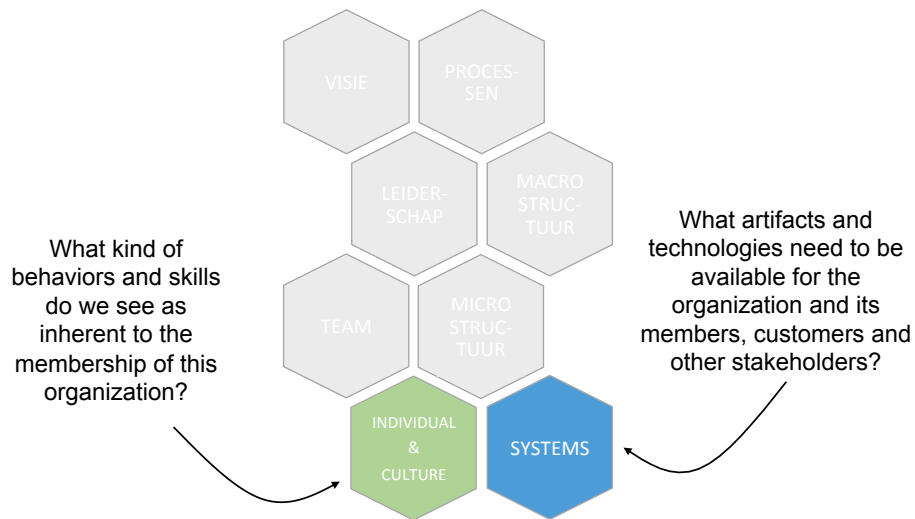 VISIE
PROCES-
SEN
LEIDER-
SCHAP
MACRO
STRUC-
TUUR
What kind of
behaviors and skills
do we see as
inherent to the
membership of this
organization?
What artifacts and
technologies need to be
available for the
organization and its
members, customers and
other stakeholders?
TEAM
MICRO
STRUC-
TUUR
INDIVIDUAL
&
CULTURE
SYSTEMS